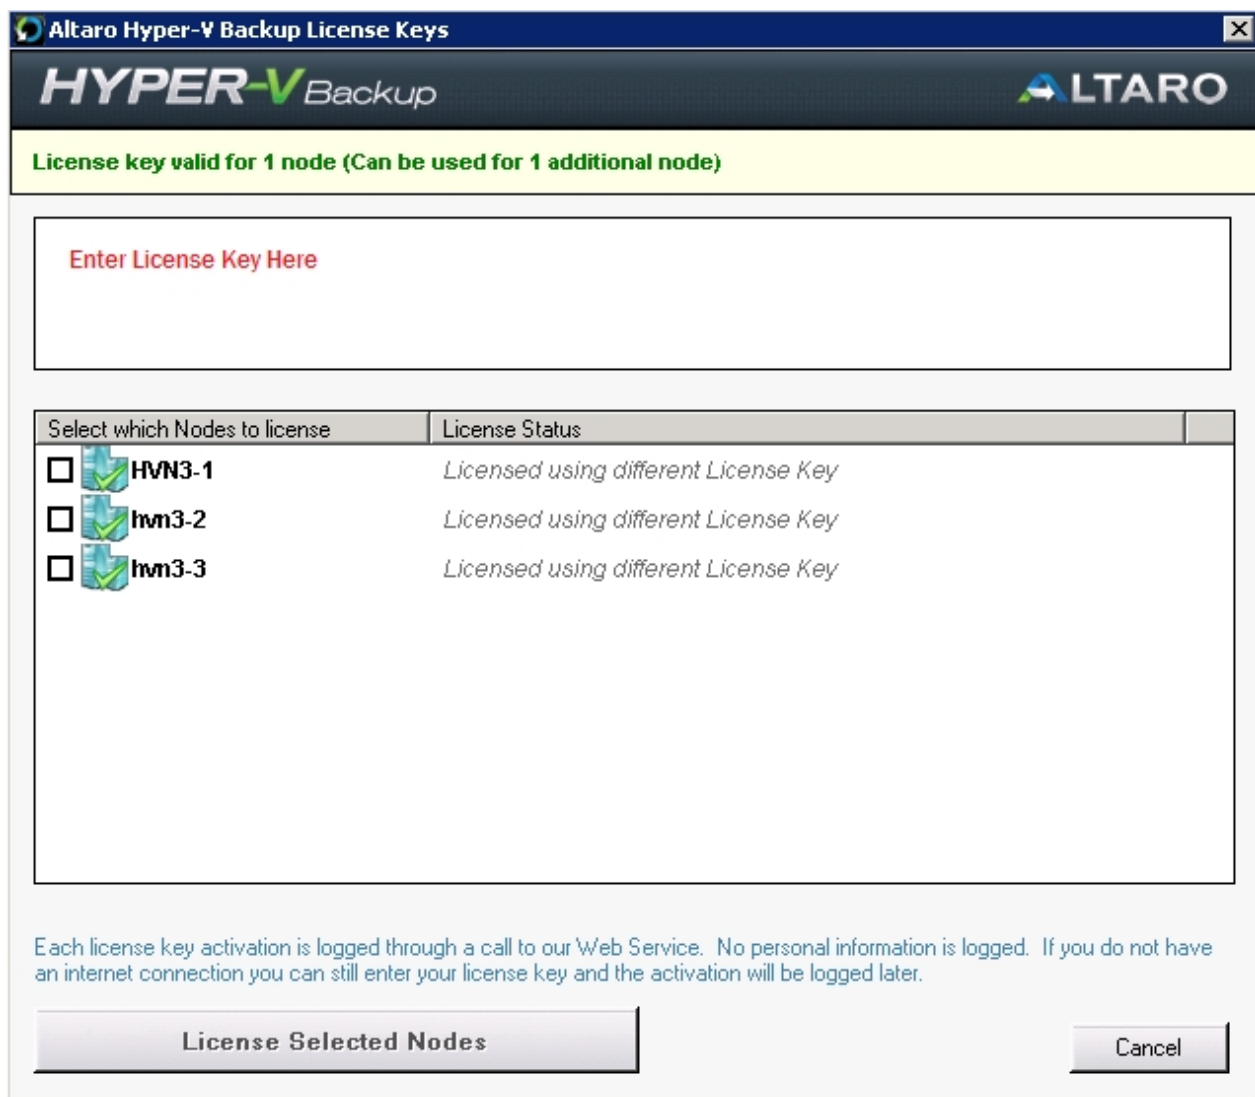 Altaro Hyper-V Backup License Keys
HYPER-V Backup
ALTARO
License key valid for 1 node (Can be used for 1 additional node)
Enter License Key Here
Select which Nodes to license
License Status
HVN3-1
Licensed using different License Key
hvn3-2
Licensed using different License Key
hvn3-3
Licensed using different License Key
Each license key activation is logged through a call to our Web Service. No personal information is logged. If you do not have
an internet connection you can still enter your license key and the activation will be logged later.
License Selected Nodes
Cancel